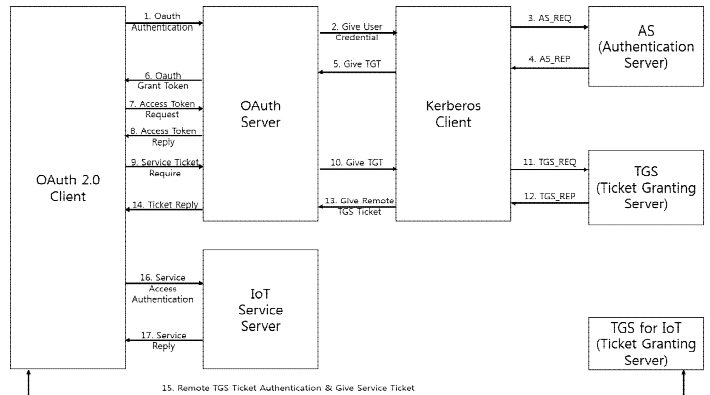 1. Oauth
Authentication
2. Give User
Credential
3. AS_REQ
AS
(Authentication
Server)
4. AS_REP
5. Give TGT
6. Oauth
Grant Token
7. Access Token
Request
OAuth
Server
Kerberos
Client
8. Access Token
Reply
9. Service Ticket
Require
10. Give TGT
11. TGS_REQ
TGS
(Ticket Granting
Server)
OAuth 2.0
Client
12. TGS_REP
13. Give Remote
TGS Ticket
14. Ticket Reply
16. Service
Access
Authentication
IoT
Service
Server
17. Service
Reply
TGS for IoT
(Ticket Granting
Server)
15. Remote TGS Ticket Authentication & Give Service Ticket